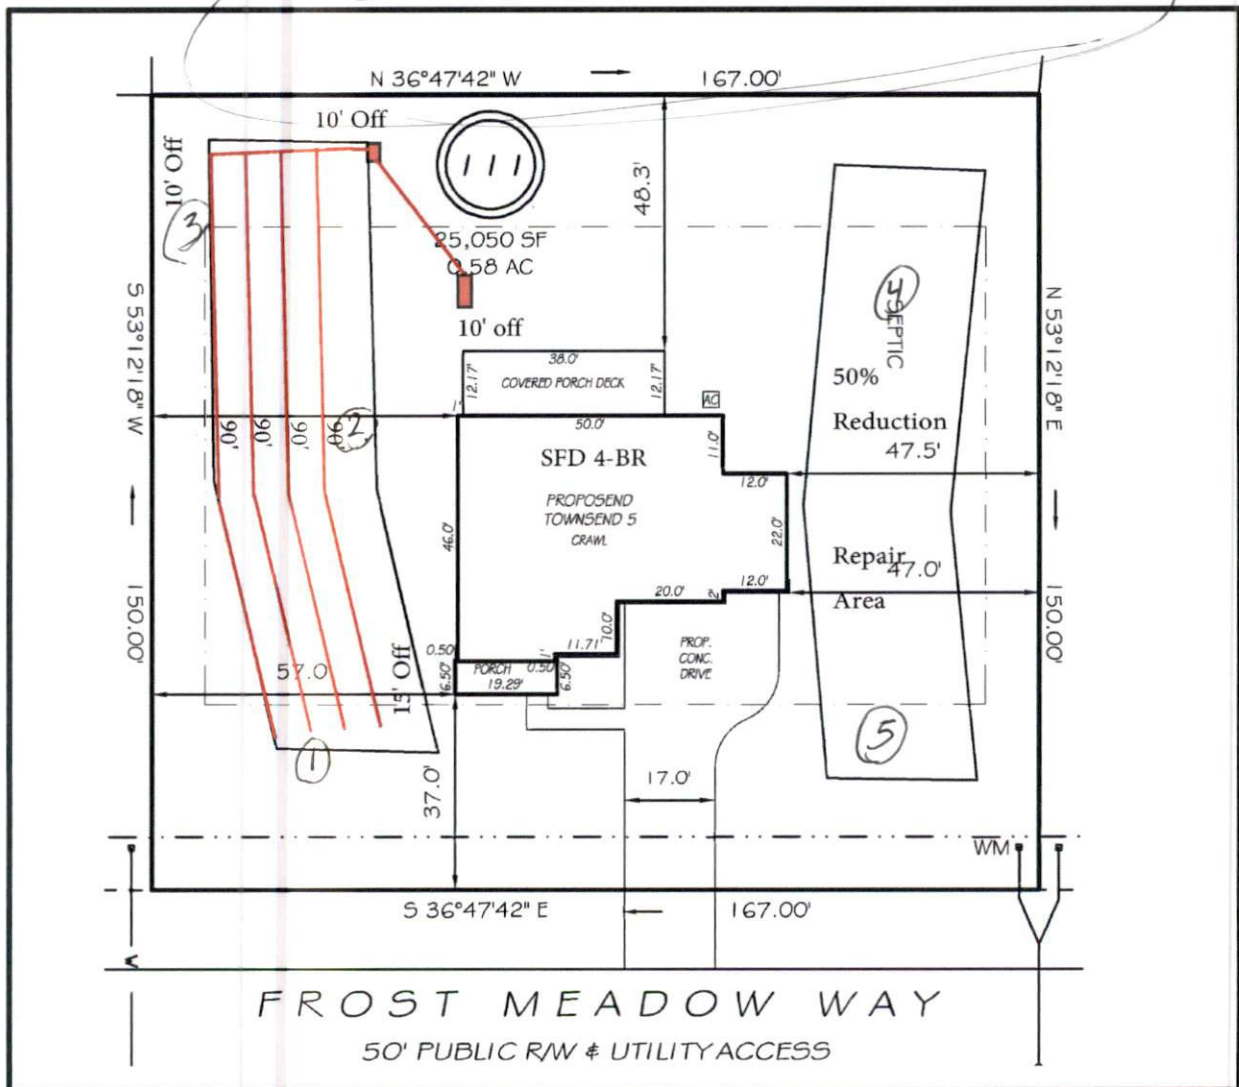 N 36°47'42" W 167.00'
10' Off
10' Off
111
3
48.3'
25,050 SF
0.58 AC
10' off
4
SEPTIC
S 53°12'18" W
150.00'
N 53°12'18" E
150.00'
38.0'
12.17'
COVERED PORCH DECK
12.17'
AC
50%
Reduction
47.5'
1'
50.0'
11.0'
90'
90'
90'
90'
2
SFD 4-BR
12.0'
PROPOSEND
TOWNSEND 5
CRAWL
46.0'
22.0'
Repair
47.0'
Area
12.0'
20.0'
2'
10.0'
11.71'
1'
0.50'
PORCH
0.50'
6.50'
19.29'
6.50'
PROP.
CONC.
DRIVE
57.0
15' Off
1
5
37.0'
17.0'
WM
S 36°47'42" E 167.00'
FROST MEADOW WAY
50' PUBLIC R/W & UTILITY ACCESS